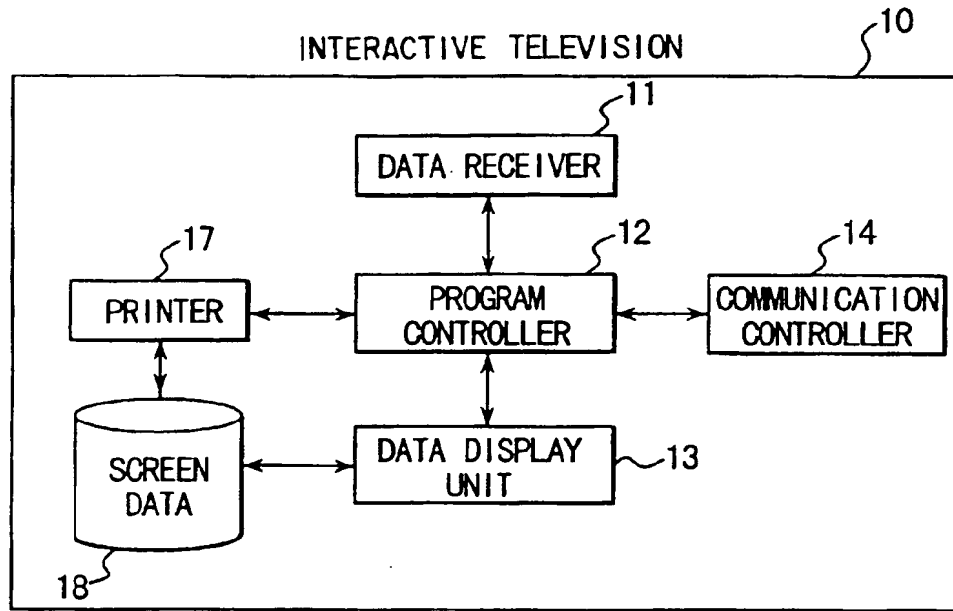 INTERACTIVE TELEVISION
10
11
DATA RECEIVER
17
12
14
PRINTER
PROGRAM
CONTROLLER
COMMUNICATION
CONTROLLER
SCREEN
DATA
DATA DISPLAY
UNIT
13
18